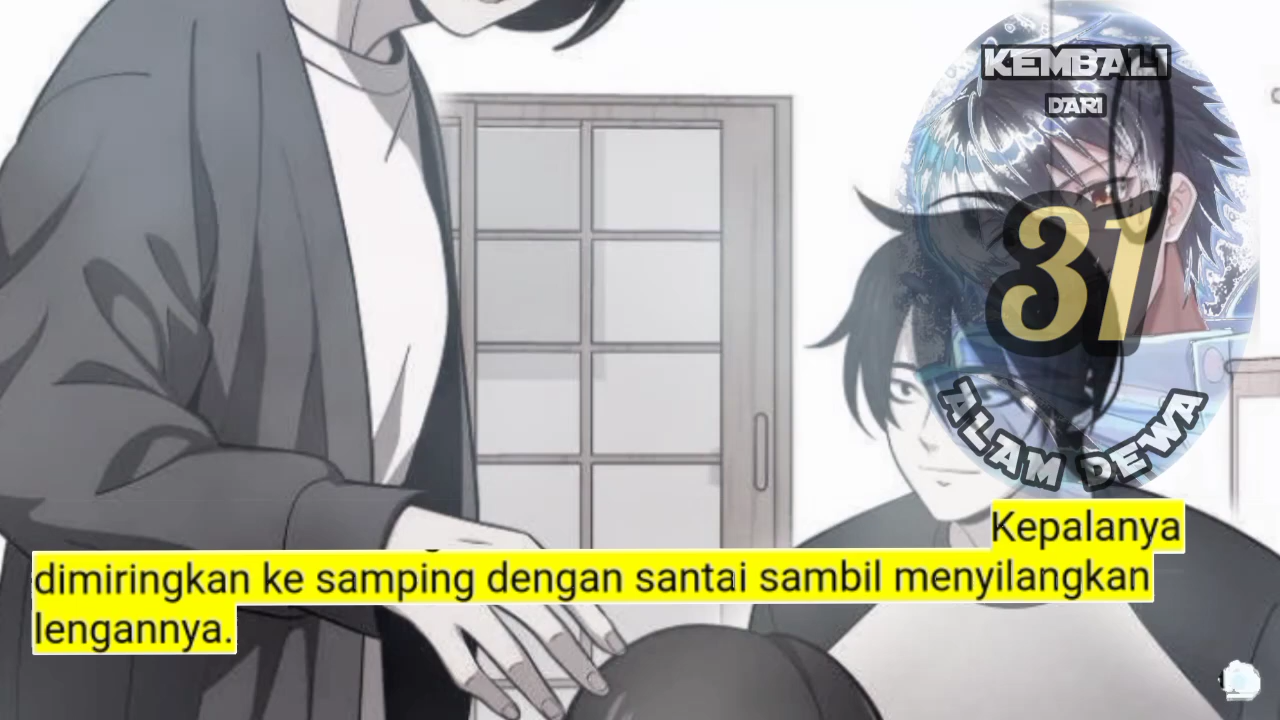 KEMBALI
DARI
31
ALAM DEWA
Kepalanya
dimiringkan ke samping dengan santai sambil menyilangkan
lengannya.